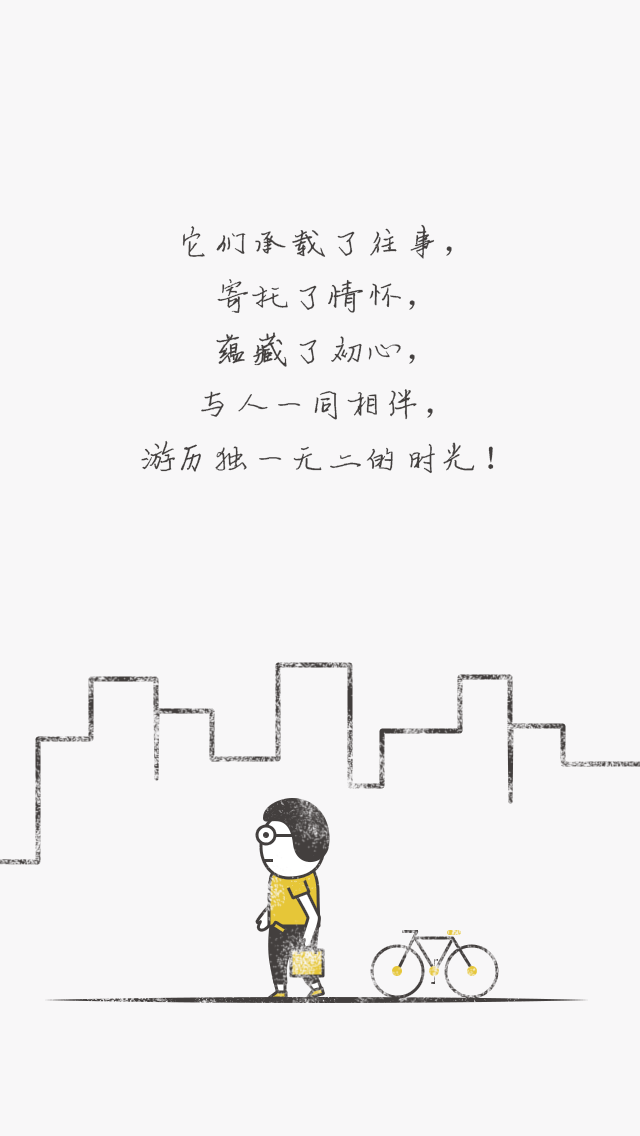 它们承载了往事，
寄托了情怀，
蕴藏了初心，
与人一同相伴，
游历独一无二的时光！